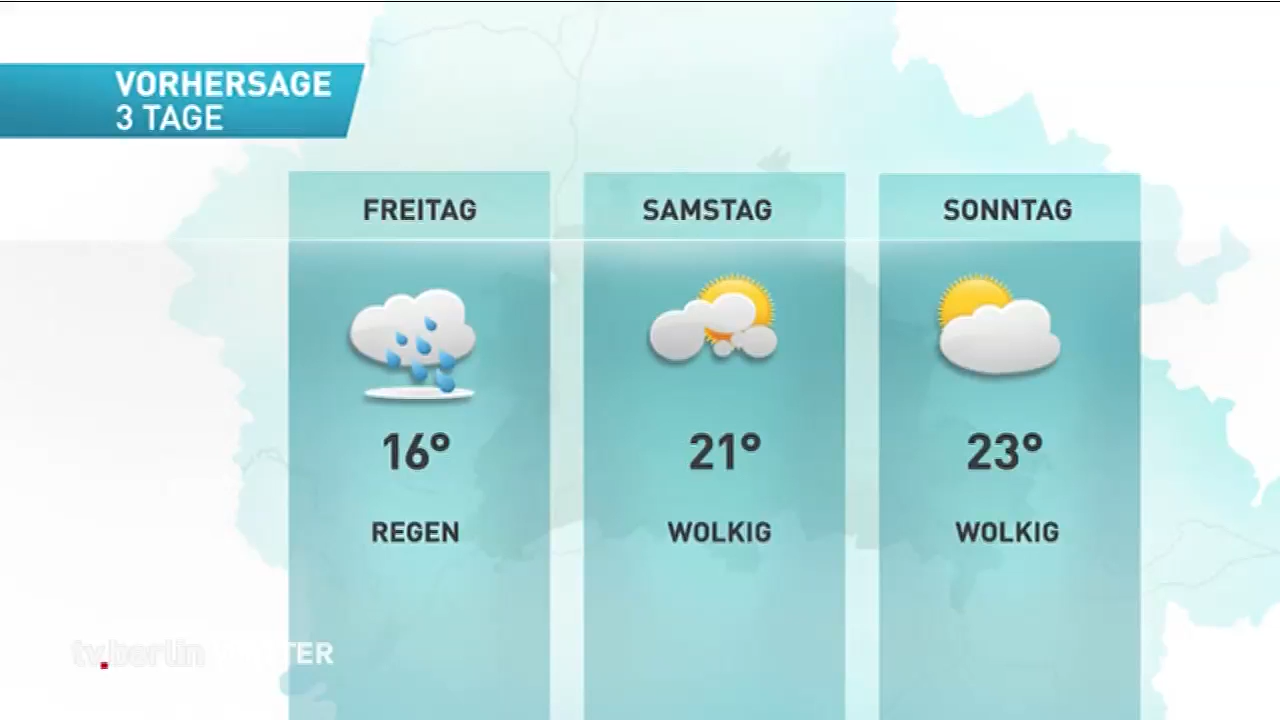 VORHERSAGE
3 TAGE
FREITAG
SAMSTAG
SONNTAG
16°
21°
23°
REGEN
WOLKIG
WOLKIG
tv.berlin